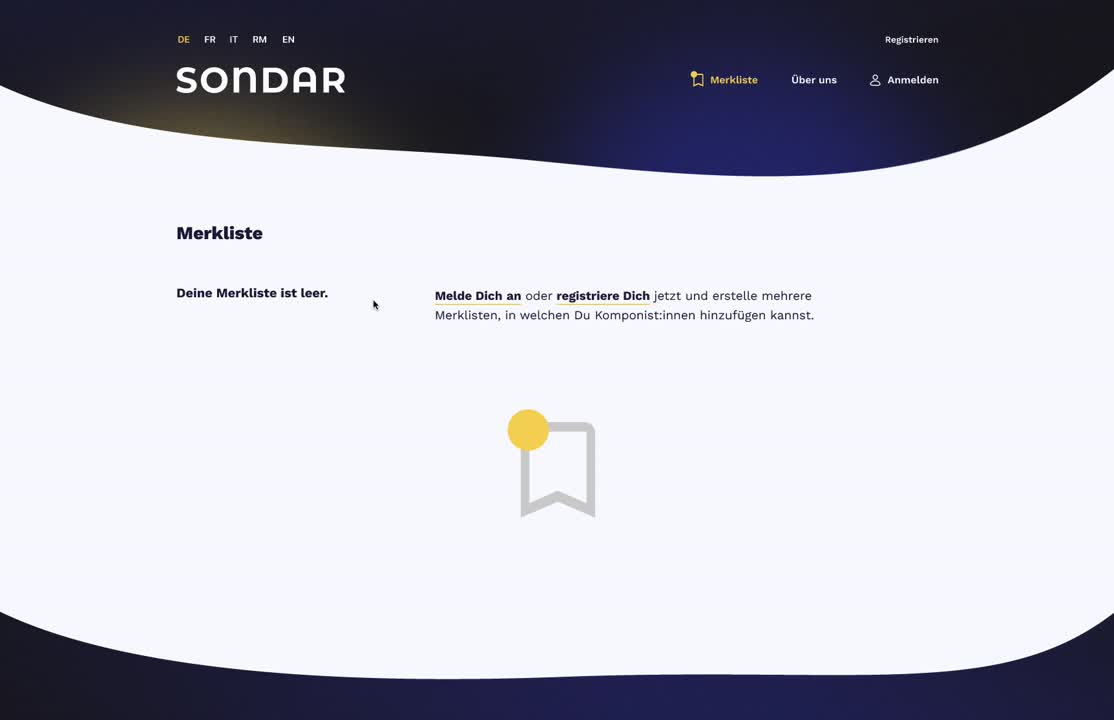 DE FR IT RM EN
Registrieren
SONDAR
Merkliste
Über uns
Anmelden
Merkliste
Deine Merkliste ist leer.
Melde Dich an oder registriere Dich jetzt und erstelle mehrere
Merklisten, in welchen Du Komponist:innen hinzufügen kannst.